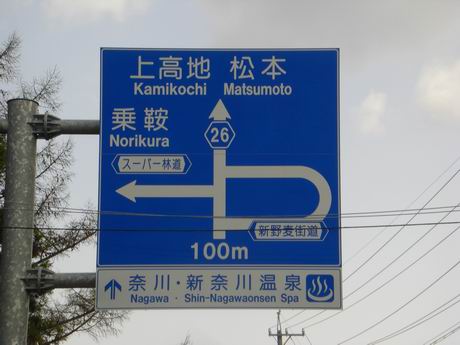 上高地 松本
Kamikochi Matsumoto
乗鞍
Norikura
26
スーパー林道
新野麦街道
100m
奈川・新奈川温泉
Nagawa · Shin-Nagawaonsen Spa